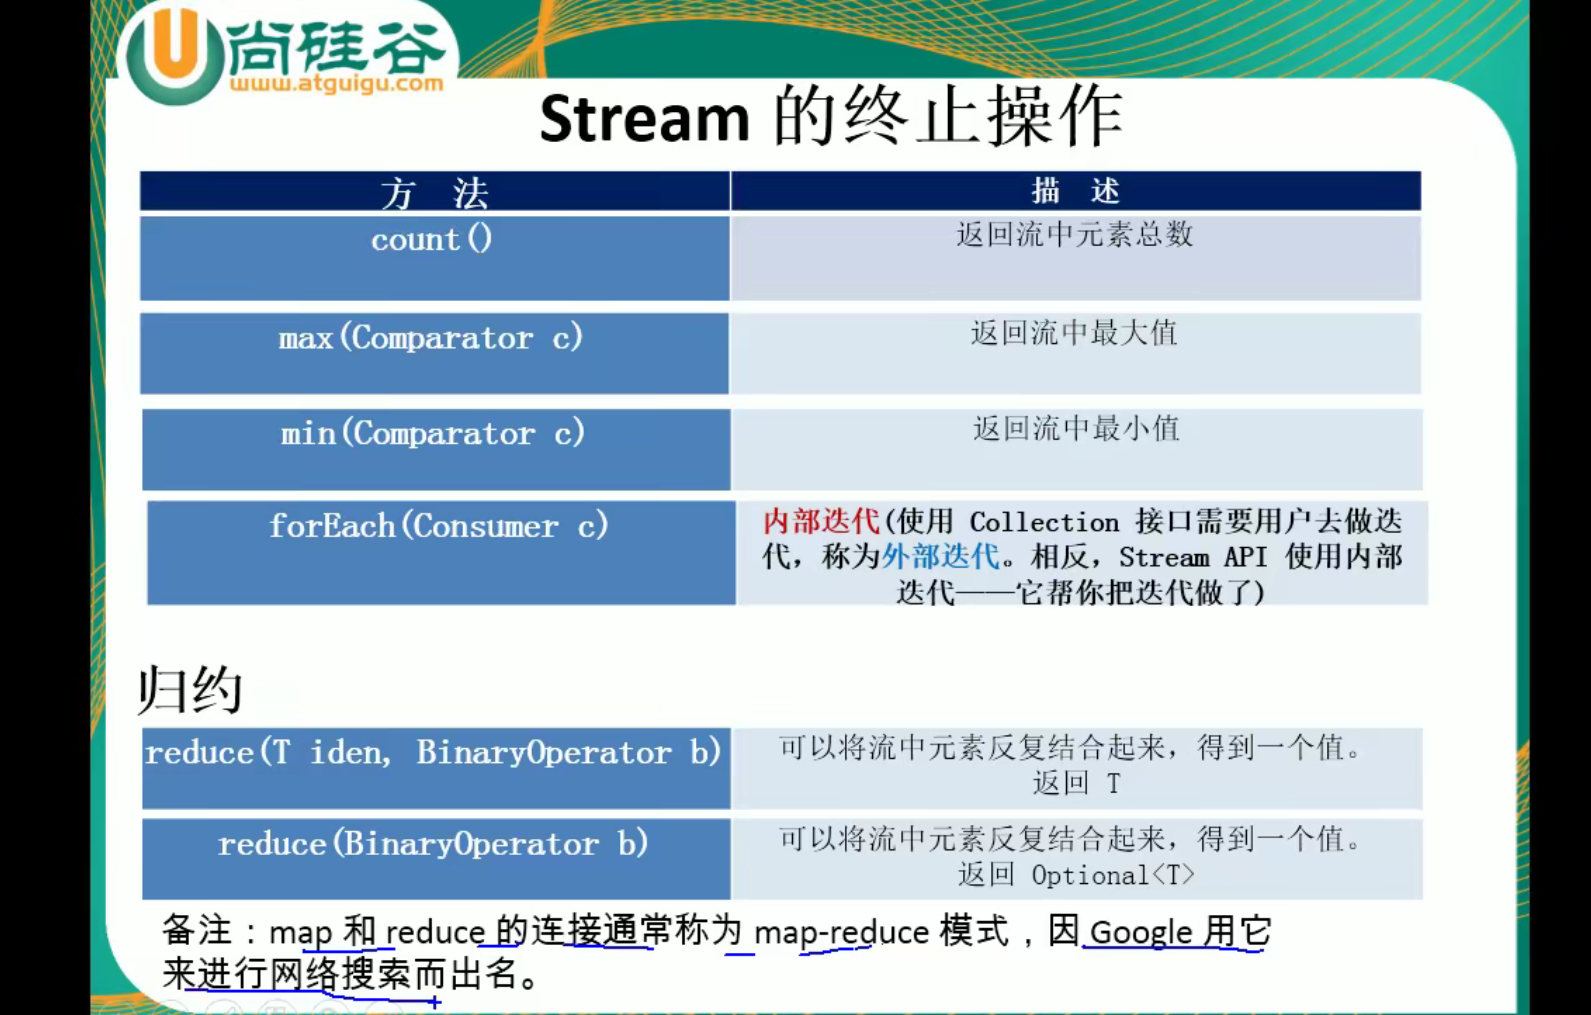 尚硅谷
www.atguigu.com
Stream 的终止操作
方 法
描 述
count()
返回流中元素总数
max(Comparator c)
返回流中最大值
min(Comparator c)
返回流中最小值
forEach(Consumer c)
内部迭代(使用 Collection 接口需要用户去做迭
代，称为外部迭代。相反，Stream API 使用内部
迭代——它帮你把迭代做了)
归约
reduce(T iden, BinaryOperator b)
可以将流中元素反复结合起来，得到一个值。
返回 T
reduce(BinaryOperator b)
可以将流中元素反复结合起来，得到一个值。
返回 Optional<T>
备注：map 和 reduce 的连接通常称为 map-reduce 模式，因 Google 用它
来进行网络搜索而出名。